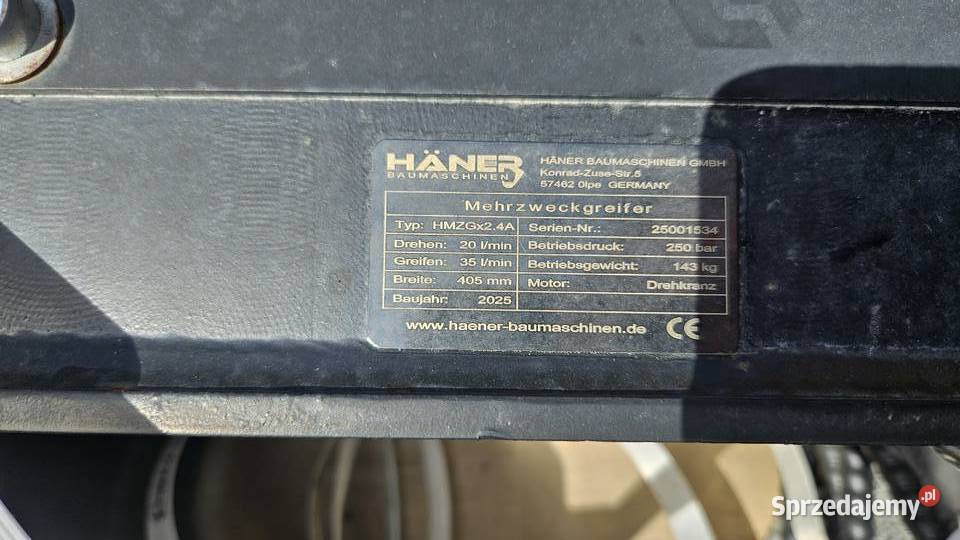 HÄNER
BAUMASCHINEN
HÄNER BAUMASCHINEN GMBH
Konrad-Zuse-Str.5
57462 Olpe GERMANY
Mehrzweckgreifer
Typ: HMZGx2.4A Serien-Nr.: 25001534
Drehen: 20 l/min Betriebsdruck: 250 bar
Greifen: 35 l/min Betriebsgewicht: 143 kg
Breite: 405 mm Motor: Drehkranz
Baujahr: 2025
www.haener-baumaschinen.de CE
Sprzedajemy.pl